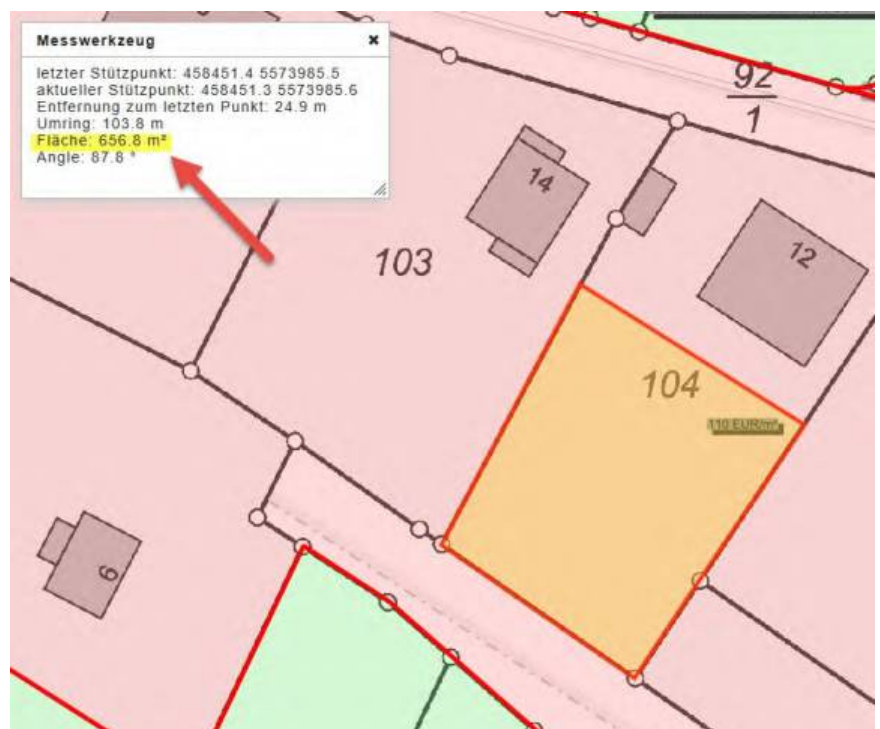 Messwerkzeug ×
letzter Stützpunkt: 458451.4 5573985.5
aktueller Stützpunkt: 458451.3 5573985.6
Entfernung zum letzten Punkt: 24.9 m
Umring: 103.8 m
Fläche: 656.8 m²
Angle: 87.8 °
92
1
14
12
103
104
110 EUR/m²
6